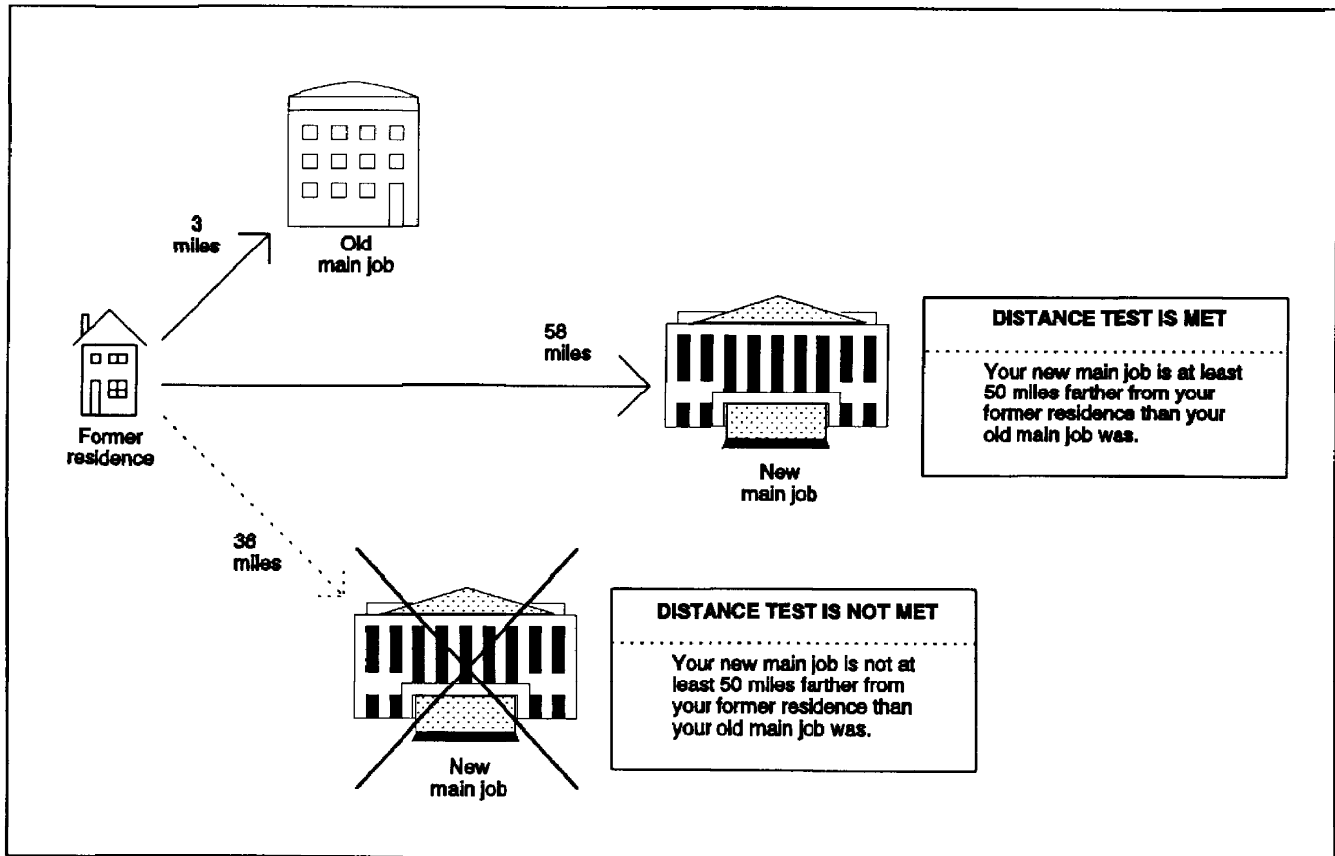 3
miles
Old
main job
Former
residence
58
miles
New
main job
DISTANCE TEST IS MET
Your new main job is at least
50 miles farther from your
former residence than your
old main job was.
38
miles
New
main job
DISTANCE TEST IS NOT MET
Your new main job is not at
least 50 miles farther from
your former residence than
your old main job was.